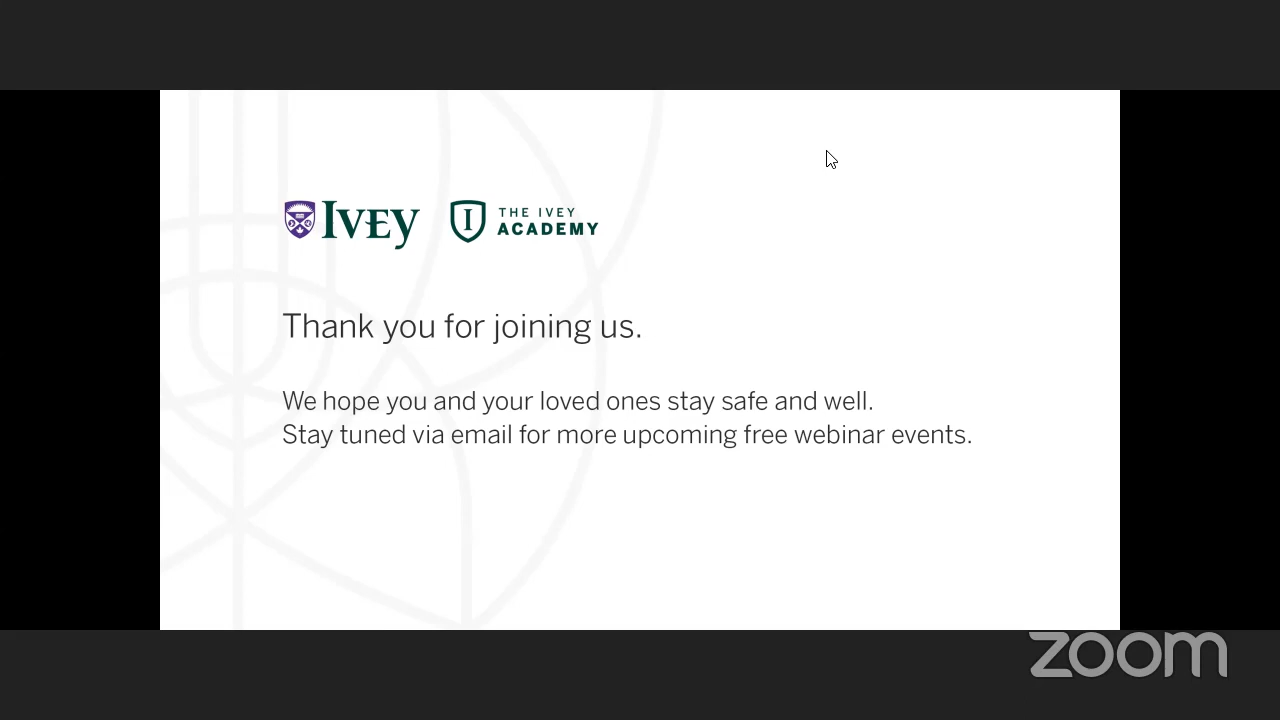 IVEY
THE IVEY
ACADEMY
Thank you for joining us.
We hope you and your loved ones stay safe and well.
Stay tuned via email for more upcoming free webinar events.
zoom